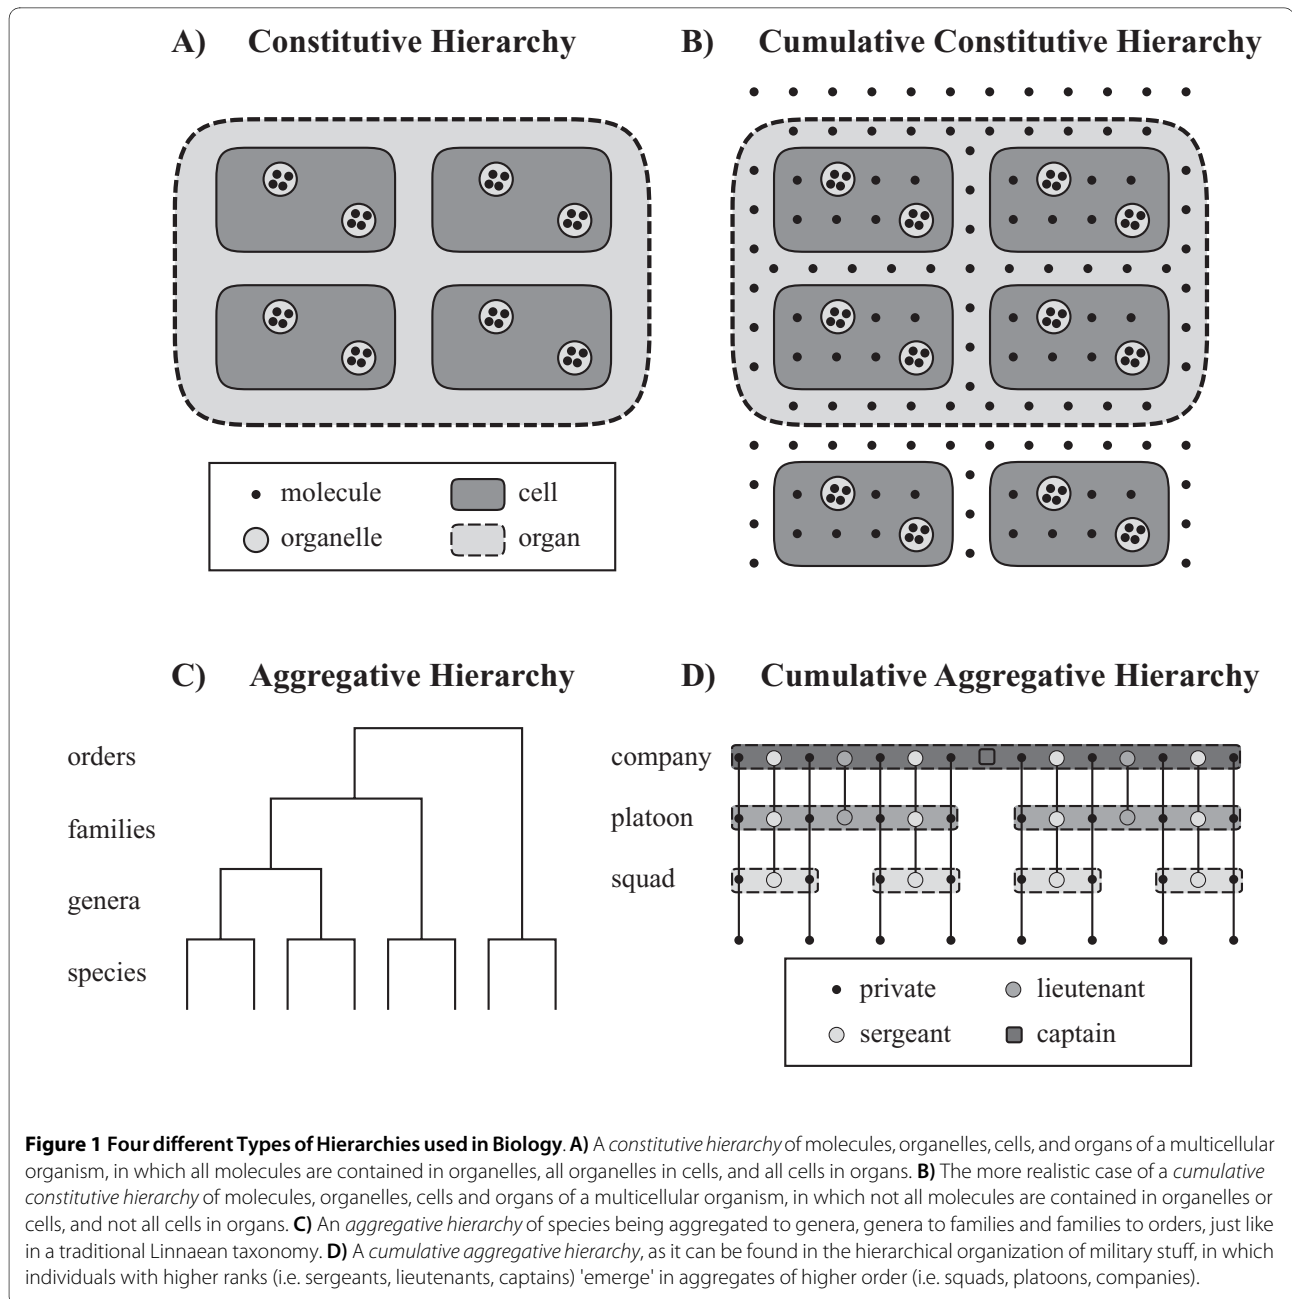 A) Constitutive Hierarchy
B) Cumulative Constitutive Hierarchy
molecule
cell
organelle
organ
C) Aggregative Hierarchy
D) Cumulative Aggregative Hierarchy
orders
families
genera
species
company
platoon
squad
private
lieutenant
sergeant
captain
Figure 1 Four different Types of Hierarchies used in Biology. A) A constitutive hierarchy of molecules, organelles, cells, and organs of a multicellular
organism, in which all molecules are contained in organelles, all organelles in cells, and all cells in organs. B) The more realistic case of a cumulative
constitutive hierarchy of molecules, organelles, cells and organs of a multicellular organism, in which not all molecules are contained in organelles or
cells, and not all cells in organs. C) An aggregative hierarchy of species being aggregated to genera, genera to families and families to orders, just like
in a traditional Linnaean taxonomy. D) A cumulative aggregative hierarchy, as it can be found in the hierarchical organization of military stuff, in which
individuals with higher ranks (i.e. sergeants, lieutenants, captains) 'emerge' in aggregates of higher order (i.e. squads, platoons, companies).